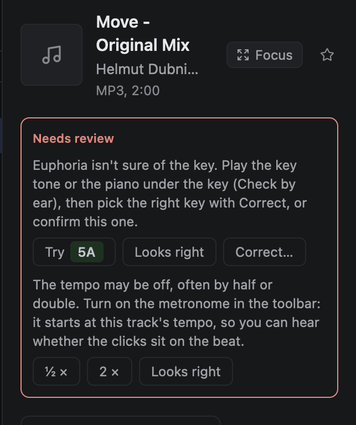 Move -
Original Mix
Helmut Dubni...
MP3, 2:00
Focus
Needs review
Euphoria isn't sure of the key. Play the key
tone or the piano under the key (Check by
ear), then pick the right key with Correct, or
confirm this one.
Try 5A
Looks right
Correct...
The tempo may be off, often by half or
double. Turn on the metronome in the toolbar:
it starts at this track's tempo, so you can hear
whether the clicks sit on the beat.
½ ×
2 ×
Looks right